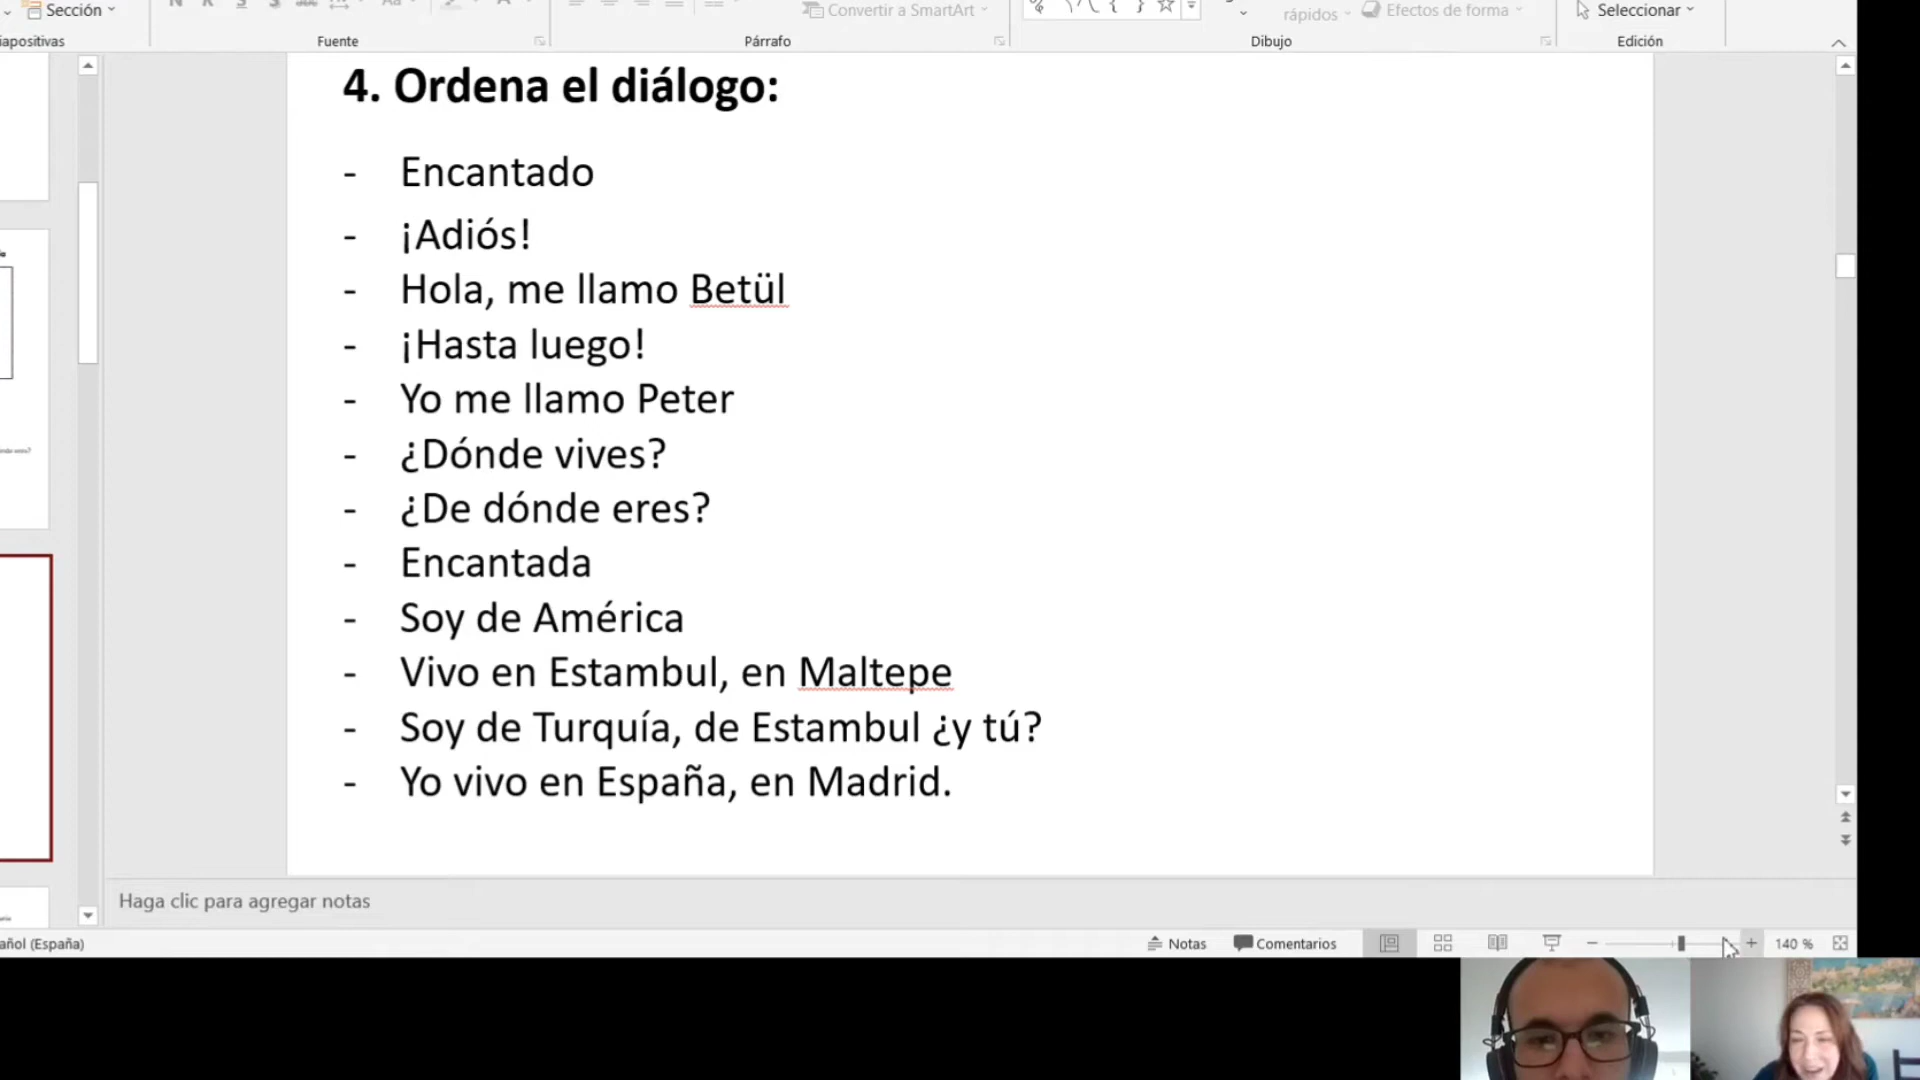 Sección
Convertir a SmartArt
rápidos
Efectos de forma
Seleccionar
iapositivas
Fuente
Párrafo
Dibujo
Edición
4. Ordena el diálogo:
- Encantado
- ¡Adiós!
- Hola, me llamo Betül
- ¡Hasta luego!
- Yo me llamo Peter
- ¿Dónde vives?
- ¿De dónde eres?
- Encantada
- Soy de América
- Vivo en Estambul, en Maltepe
- Soy de Turquía, de Estambul ¿y tú?
- Yo vivo en España, en Madrid.
Haga clic para agregar notas
añol (España)
Notas
Comentarios
140 %